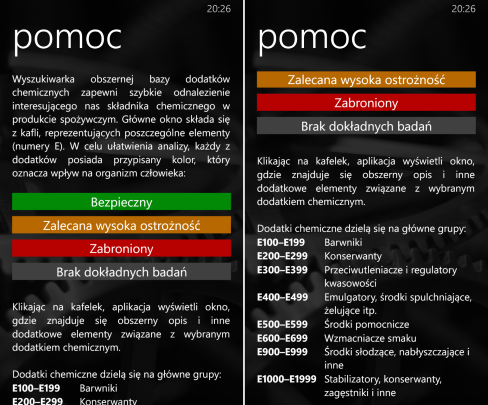 20:26
pomoc
Wyszukiwarka obszernej bazy dodatków
chemicznych zapewni szybkie odnalezienie
interesującego nas składnika chemicznego w
produkcie spożywczym. Główne okno składa się
z kafli, reprezentujących poszczególne elementy
(numery E). W celu ułatwienia analizy, każdy z
dodatków posiada przypisany kolor, który
oznacza wpływ na organizm człowieka:
Bezpieczny
Zalecana wysoka ostrożność
Zabroniony
Brak dokładnych badań
Klikając na kafelek, aplikacja wyświetli okno,
gdzie znajduje się obszerny opis i inne
dodatkowe elementy związane z wybranym
dodatkiem chemicznym.
Dodatki chemiczne dzielą się na główne grupy:
E100–E199 Barwniki
E200–E299 Konserwanty
20:26
pomoc
Zalecana wysoka ostrożność
Zabroniony
Brak dokładnych badań
Klikając na kafelek, aplikacja wyświetli okno,
gdzie znajduje się obszerny opis i inne
dodatkowe elementy związane z wybranym
dodatkiem chemicznym.
Dodatki chemiczne dzielą się na główne grupy:
E100–E199 Barwniki
E200–E299 Konserwanty
E300–E399 Przeciwutleniacze i regulatory
kwasowości
E400–E499 Emulgatory, środki spulchniające,
żelujące itp.
E500–E599 Środki pomocnicze
E600–E699 Wzmacniacze smaku
E900–E999 Środki słodzące, nabłyszczające i
inne
E1000–E1999 Stabilizatory, konserwanty,
zagęstniki i inne